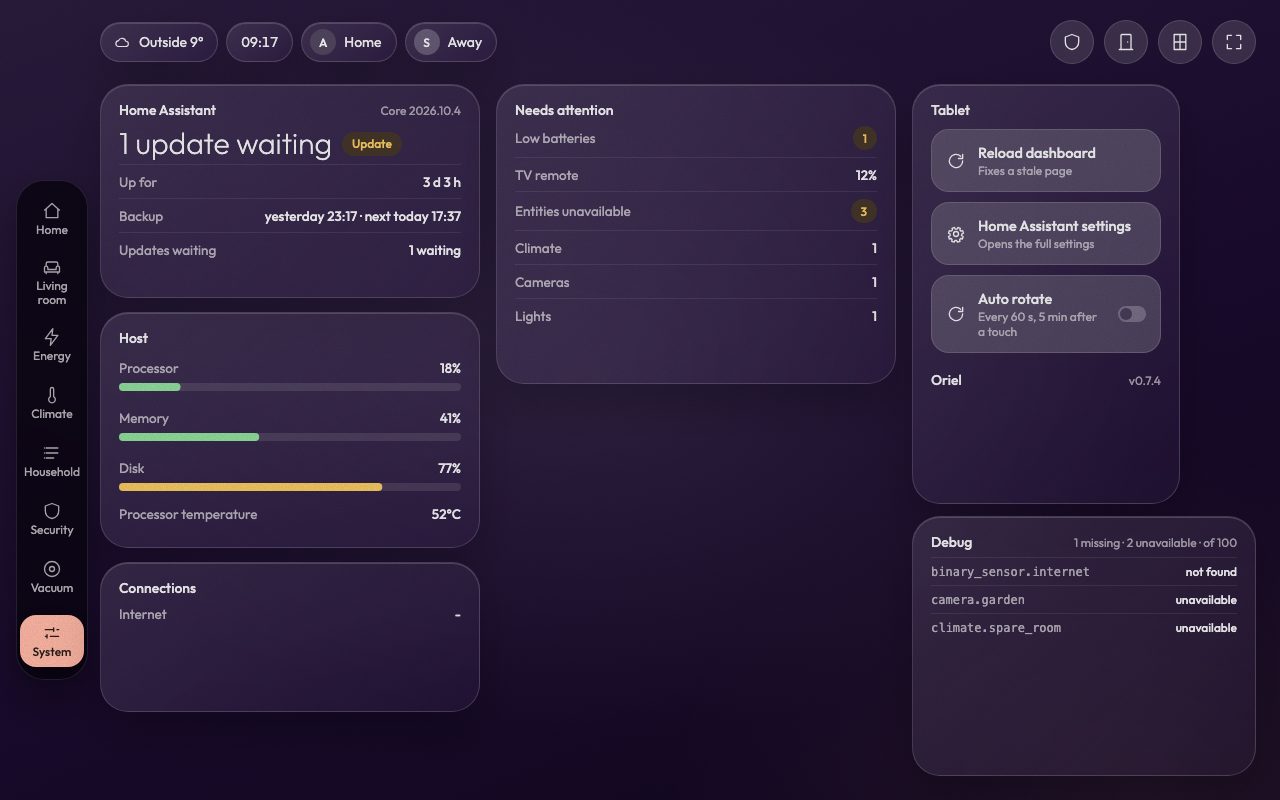 Outside 9°
09:17
A Home
S Away
Home
Living
room
Energy
Climate
Household
Security
Vacuum
System
Home Assistant
Core 2026.10.4
1 update waiting
Update
Up for
3 d 3 h
Backup
yesterday 23:17 · next today 17:37
Updates waiting
1 waiting
Host
Processor
18%
Memory
41%
Disk
77%
Processor temperature
52°C
Connections
Internet
-
Needs attention
Low batteries
1
TV remote
12%
Entities unavailable
3
Climate
1
Cameras
1
Lights
1
Tablet
Reload dashboard
Fixes a stale page
Home Assistant settings
Opens the full settings
Auto rotate
Every 60 s, 5 min after
a touch
Oriel
v0.7.4
Debug
1 missing · 2 unavailable · of 100
binary_sensor.internet
not found
camera.garden
unavailable
climate.spare_room
unavailable